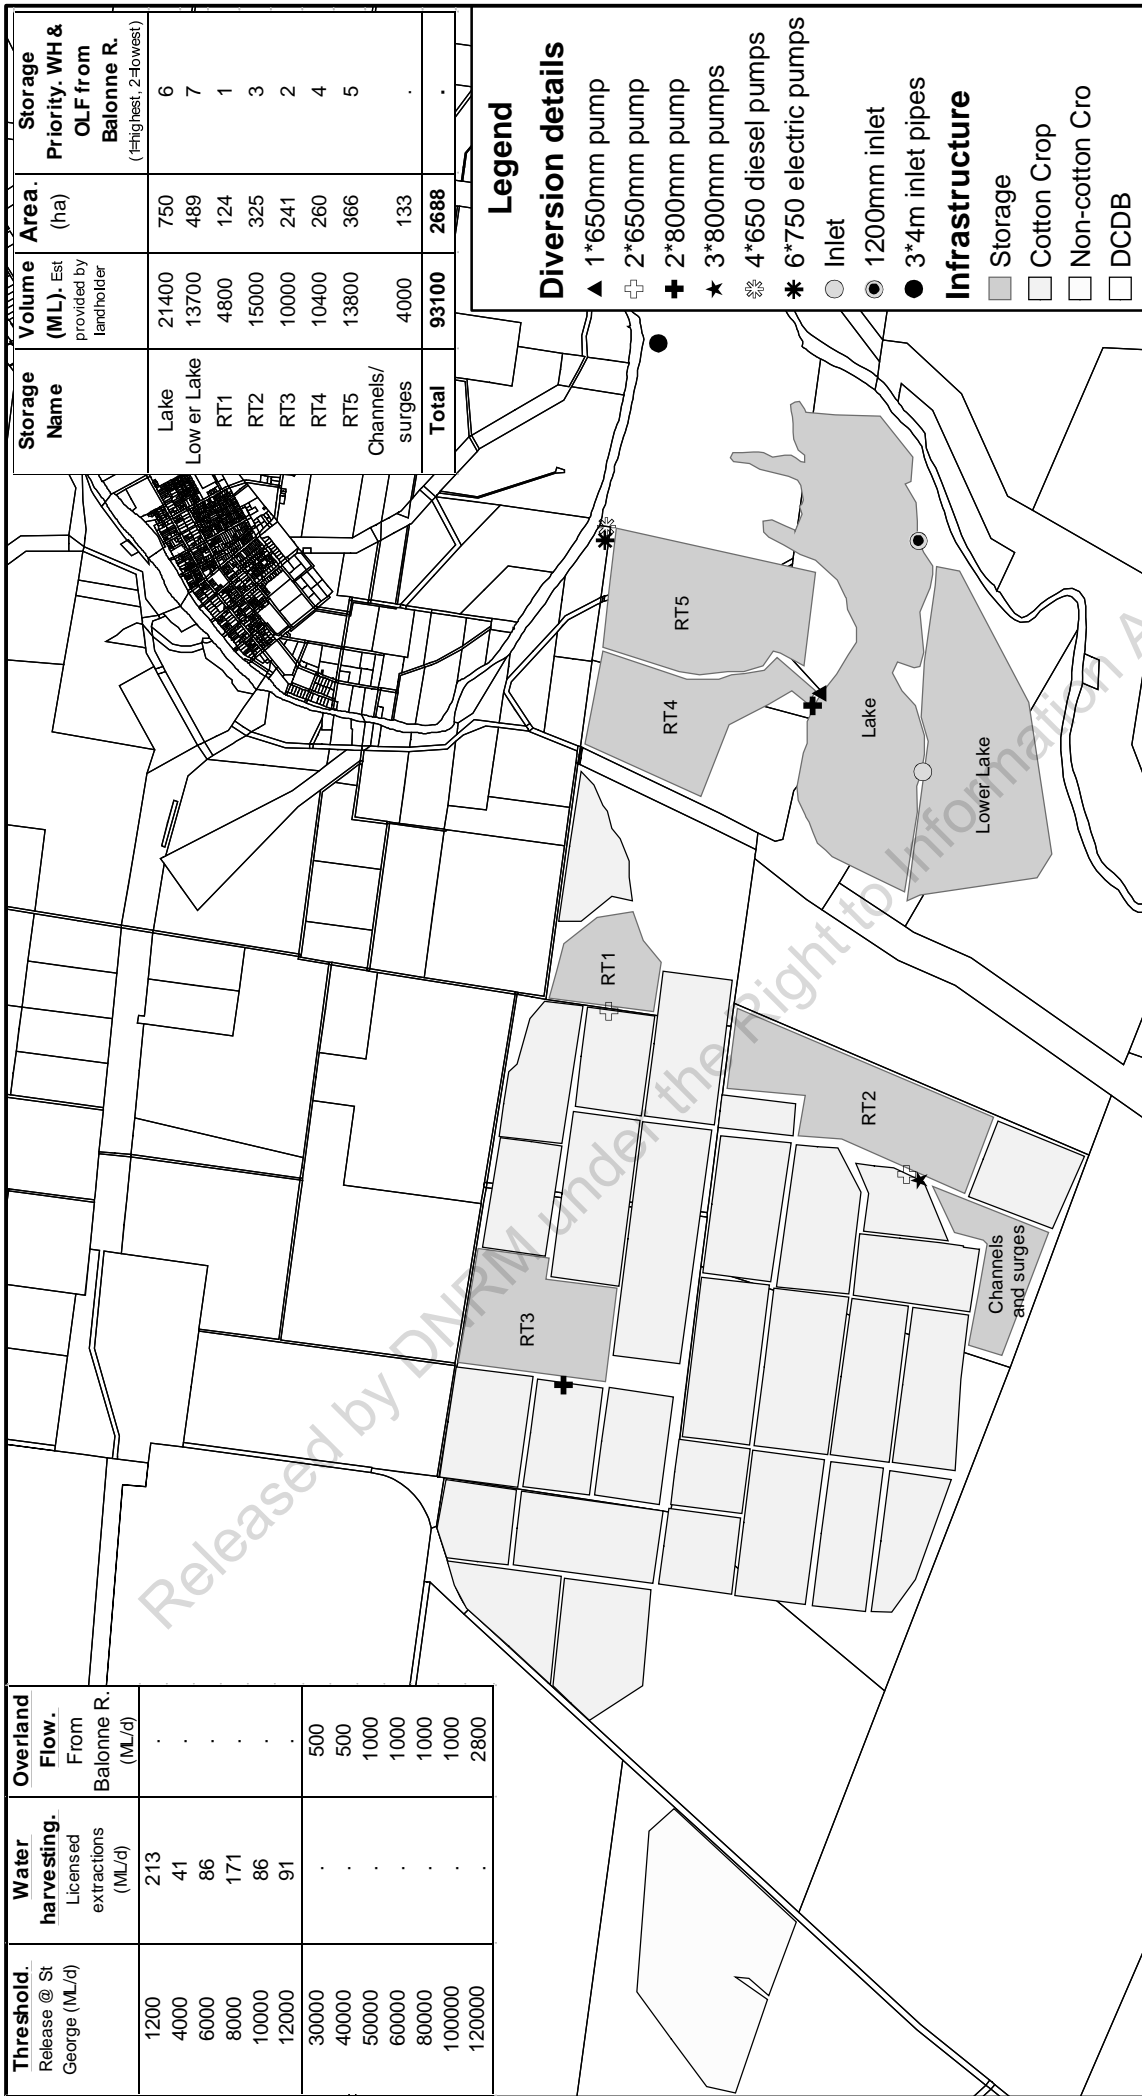 Threshold.
Release @ St
George (ML/d)
Water
harvesting.
Licensed
extractions
(ML/d)
Overland
Flow.
From
Balonne R.
(ML/d)
1200 213 .
4000 41 .
6000 86 .
8000 171 .
10000 86 .
12000 91 .
30000 . 500
40000 . 500
50000 . 1000
60000 . 1000
80000 . 1000
100000 . 1000
120000 . 2800
Storage
Name
Volume
(ML). Est
provided by
landholder
Area.
(ha)
Storage
Priority. WH &
OLF from
Balonne R.
(1=highest, 2=lowest)
Lake 21400 750 6
Lower Lake 13700 489 7
RT1 4800 124 1
RT2 15000 325 3
RT3 10000 241 2
RT4 10400 260 4
RT5 13800 366 5
Channels/
surges 4000 133 .
Total 93100 2688 .
RT3
RT1
RT4
RT5
RT2
Lake
Lower Lake
Channels
and surges
Legend
Diversion details
1*650mm pump
2*650mm pump
2*800mm pump
3*800mm pumps
4*650 diesel pumps
6*750 electric pumps
Inlet
1200mm inlet
3*4m inlet pipes
Infrastructure
Storage
Cotton Crop
Non-cotton Cro
DCDB
Released by DNRM under the Right to Information A